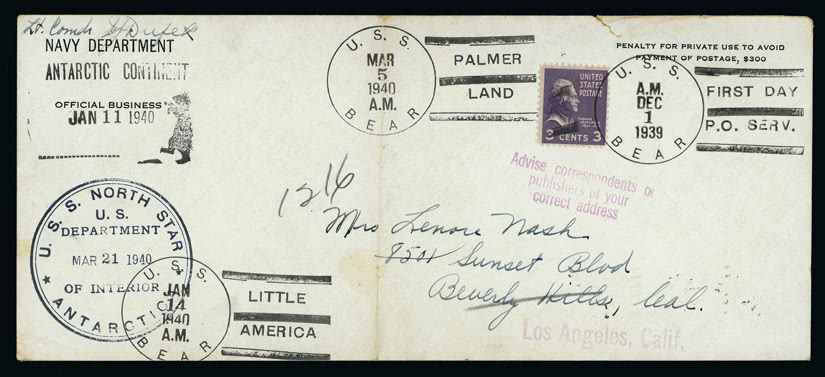 Lt. Comdr
NAVY DEPARTMENT
ANTARCTIC CONTINENT
OFFICIAL BUSINESS
JAN 11 1940
U.S.S. BEAR
MAR
5
1940
A.M.
PALMER
LAND
PENALTY FOR PRIVATE USE TO AVOID
PAYMENT OF POSTAGE, $300
UNITED
STATES
POSTAGE
3 CENTS 3
U.S.S. BEAR
A.M.
DEC
1
1939
FIRST DAY
P.O. SERV.
Advise correspondents or
publishers of your
correct address
1216
Mrs Lenore Nash
8501 Sunset Blvd
Beverly Hills, Cal.
Los Angeles, Calif.
U.S.S. NORTH STAR
U.S.
DEPARTMENT
MAR 21 1940
OF INTERIOR
★ ANTARCTIC ★
U.S.S. BEAR
JAN
14
1940
A.M.
LITTLE
AMERICA